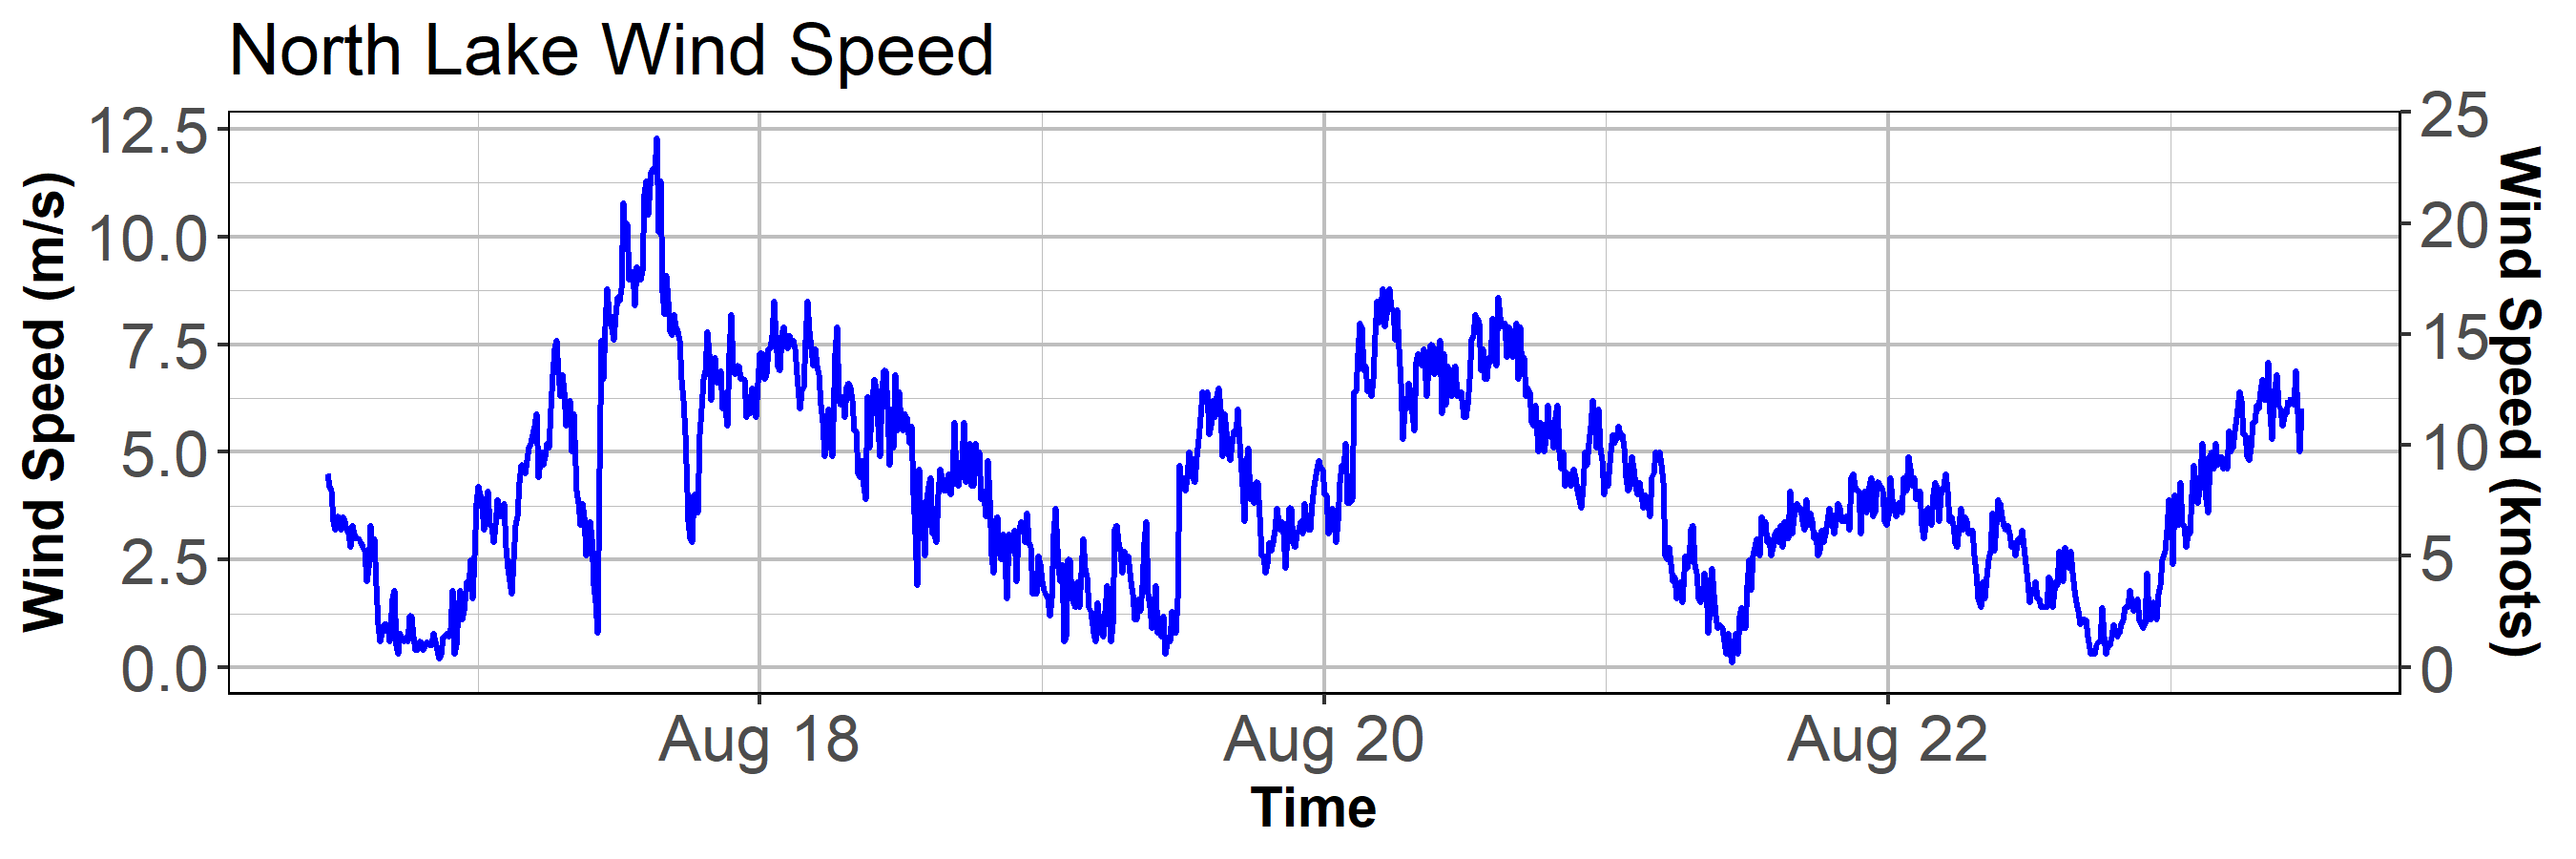 North Lake Wind Speed
Wind Speed (m/s)
12.5
10.0
7.5
5.0
2.5
0.0
25
20
15
10
5
0
Wind Speed (knots)
Aug 18
Aug 20
Aug 22
Time